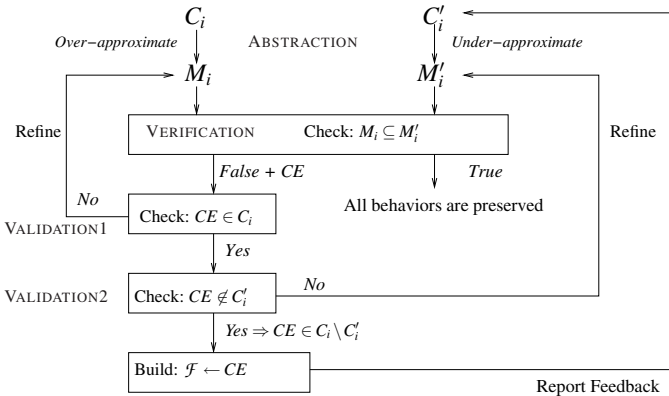 C_i C'_i
Over−approximate ABSTRACTION Under−approximate
M_i M'_i
Refine VERIFICATION Check: M_i ⊆ M'_i Refine
False + CE True
No
Check: CE ∈ C_i All behaviors are preserved
VALIDATION1
Yes
No
VALIDATION2 Check: CE ∉ C'_i
Yes ⇒ CE ∈ C_i \ C'_i
Build: ℱ ← CE
Report Feedback